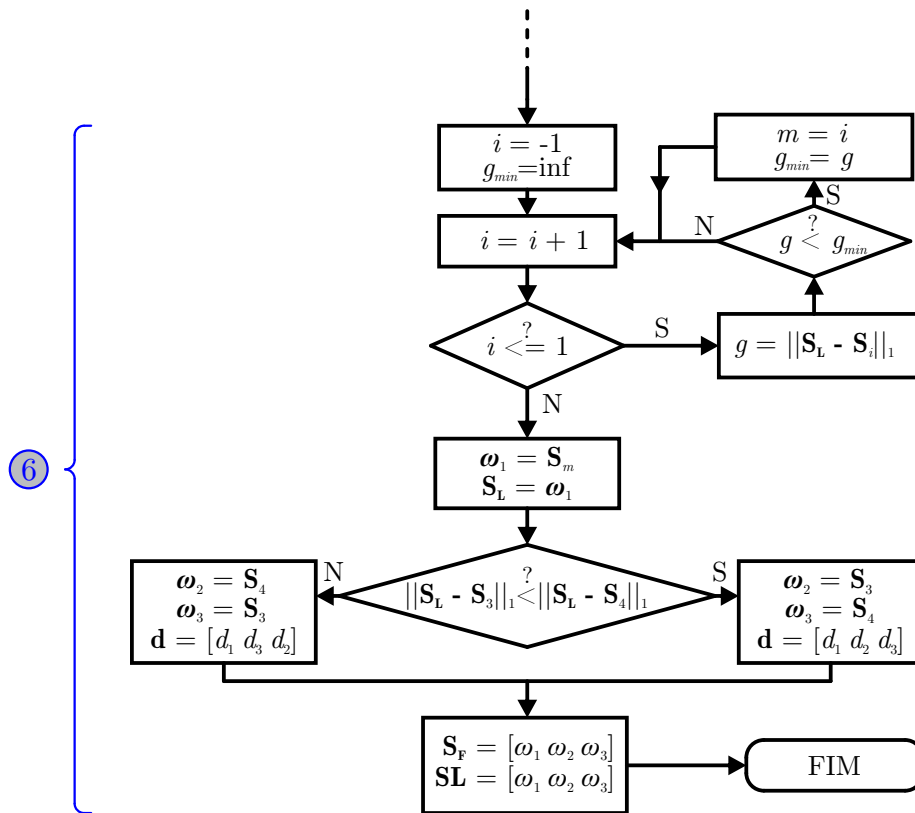 i = -1
g_min=inf
m = i
g_min= g
S
i = i + 1
N
?
g < g_min
?
i <= 1
S
g = ||S_L - S_i||_1
N
6
ω_1 = S_m
S_L = ω_1
ω_2 = S_4
ω_3 = S_3
d = [d_1 d_3 d_2]
N
?
||S_L - S_3||_1<||S_L - S_4||_1
S
ω_2 = S_3
ω_3 = S_4
d = [d_1 d_2 d_3]
S_F = [ω_1 ω_2 ω_3]
SL = [ω_1 ω_2 ω_3]
FIM